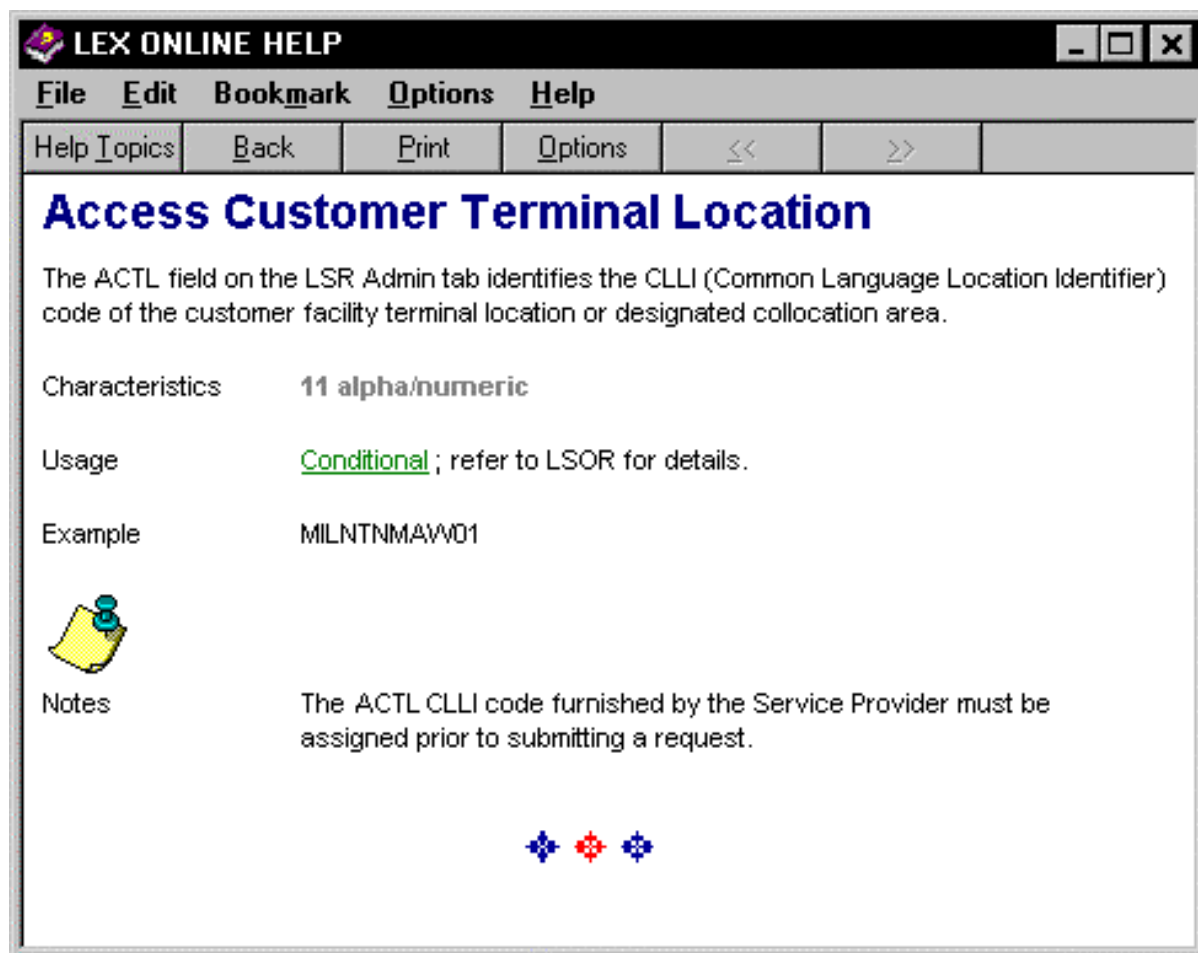 LEX ONLINE HELP
File Edit Bookmark Options Help
Help Topics Back Print Options << >>
Access Customer Terminal Location
The ACTL field on the LSR Admin tab identifies the CLLI (Common Language Location Identifier)
code of the customer facility terminal location or designated collocation area.
Characteristics 11 alpha/numeric
Usage Conditional ; refer to LSOR for details.
Example MILNTNMAW01
Notes The ACTL CLLI code furnished by the Service Provider must be
assigned prior to submitting a request.